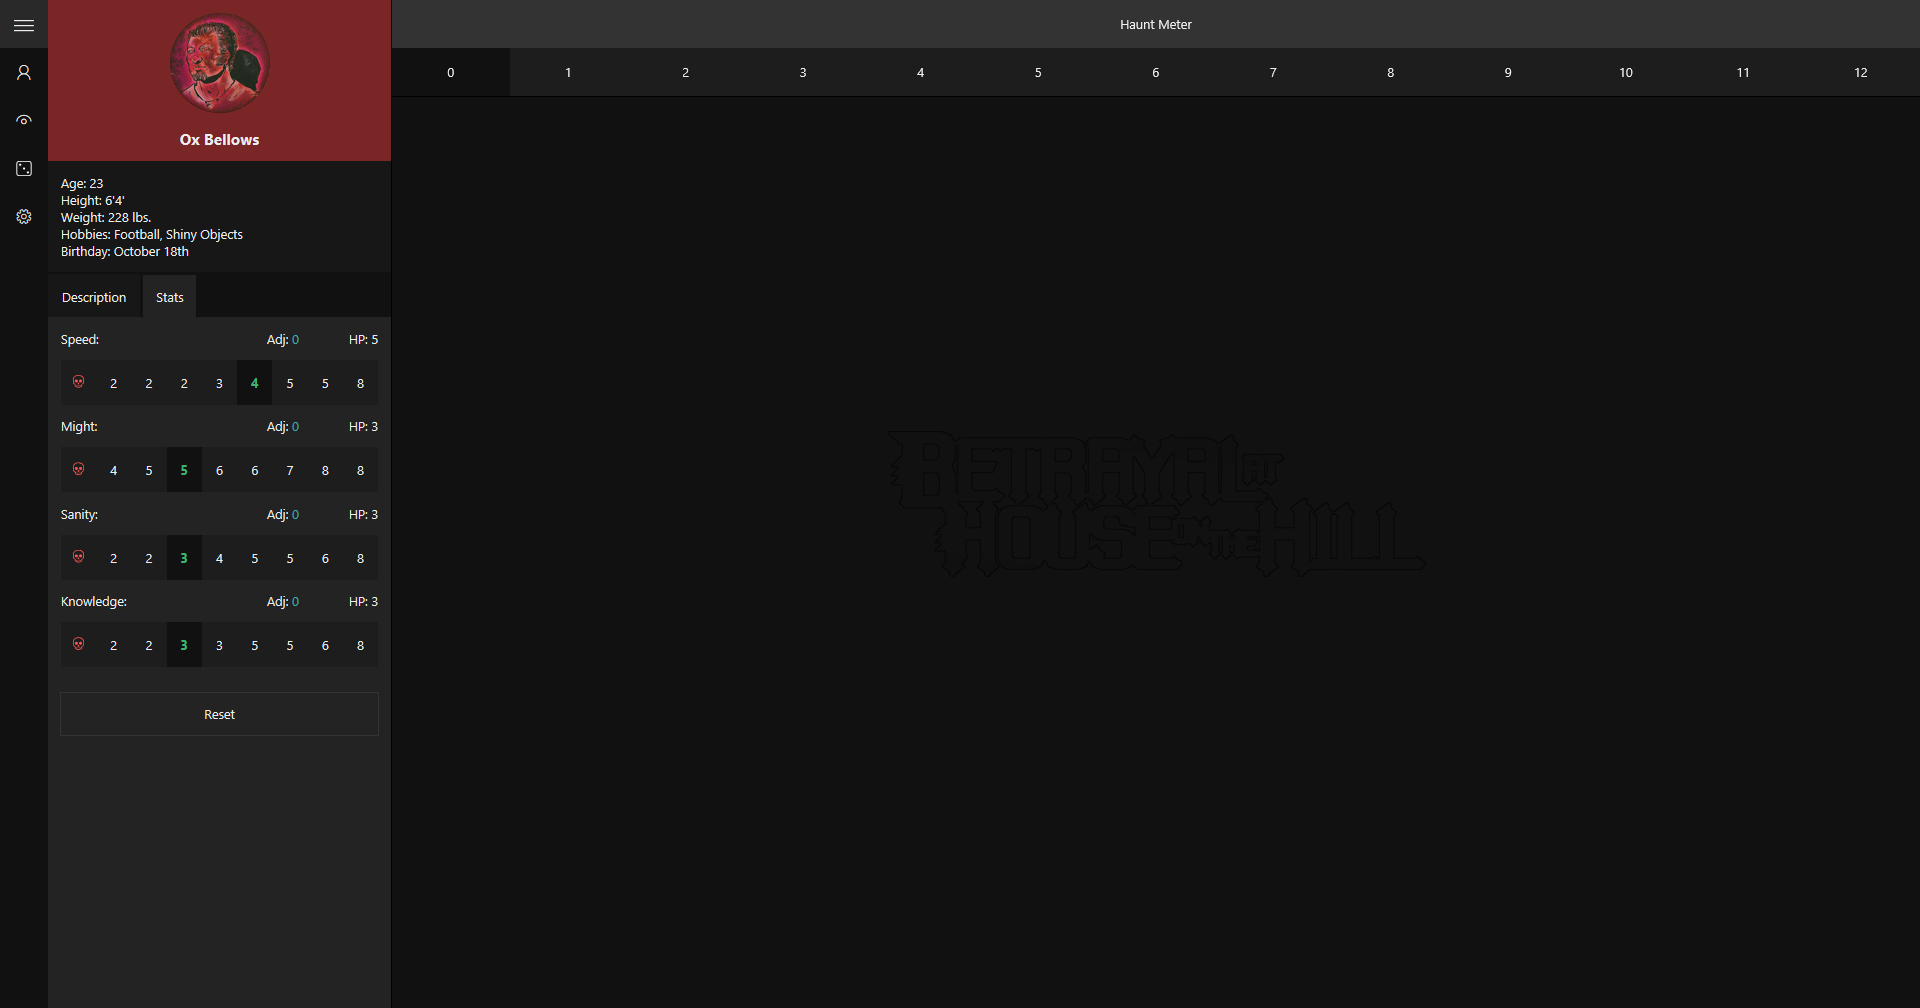 Haunt Meter
0 1 2 3 4 5 6 7 8 9 10 11 12
Ox Bellows
Age: 23
Height: 6'4'
Weight: 228 lbs.
Hobbies: Football, Shiny Objects
Birthday: October 18th
Description Stats
Speed: Adj: 0 HP: 5
2 2 2 3 4 5 5 8
Might: Adj: 0 HP: 3
4 5 5 6 6 7 8 8
Sanity: Adj: 0 HP: 3
2 2 3 4 5 5 6 8
Knowledge: Adj: 0 HP: 3
2 2 3 3 5 5 6 8
Reset
BETRAYAL AT
HOUSE ON THE HILL